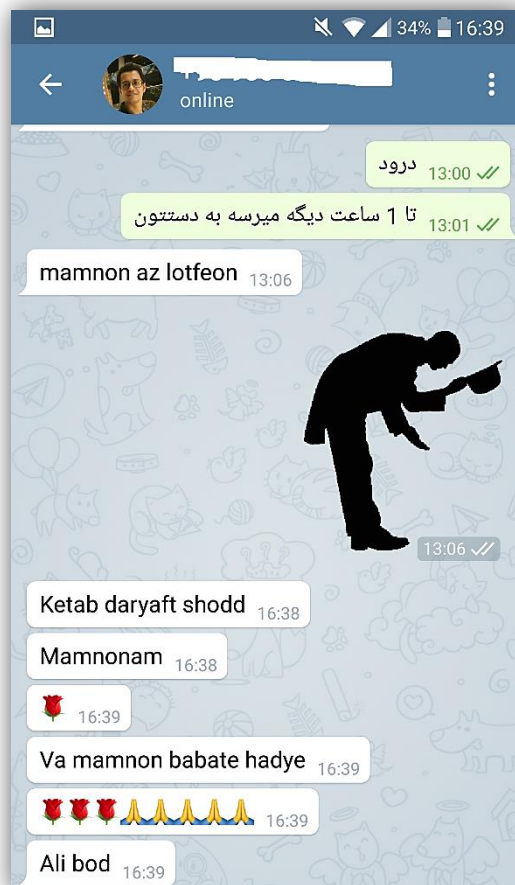 34% 16:39
online
درود 13:00
تا 1 ساعت دیگه میرسه به دستتون 13:01
mamnon az lotfeon 13:06
13:06
Ketab daryaft shodd 16:38
Mamnonam 16:38
🌹 16:39
Va mamnon babate hadye 16:39
🌹🌹🌹🙏🙏🙏🙏🙏 16:39
Ali bod 16:39